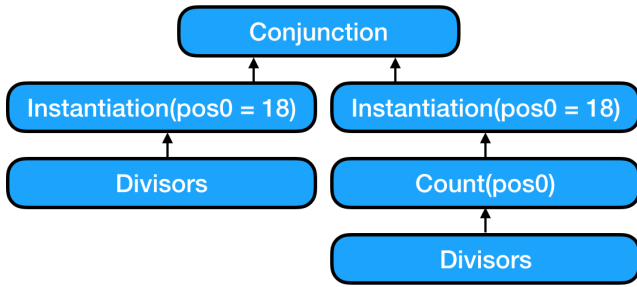 Conjunction
Instantiation(pos0 = 18)
Instantiation(pos0 = 18)
Divisors
Count(pos0)
Divisors